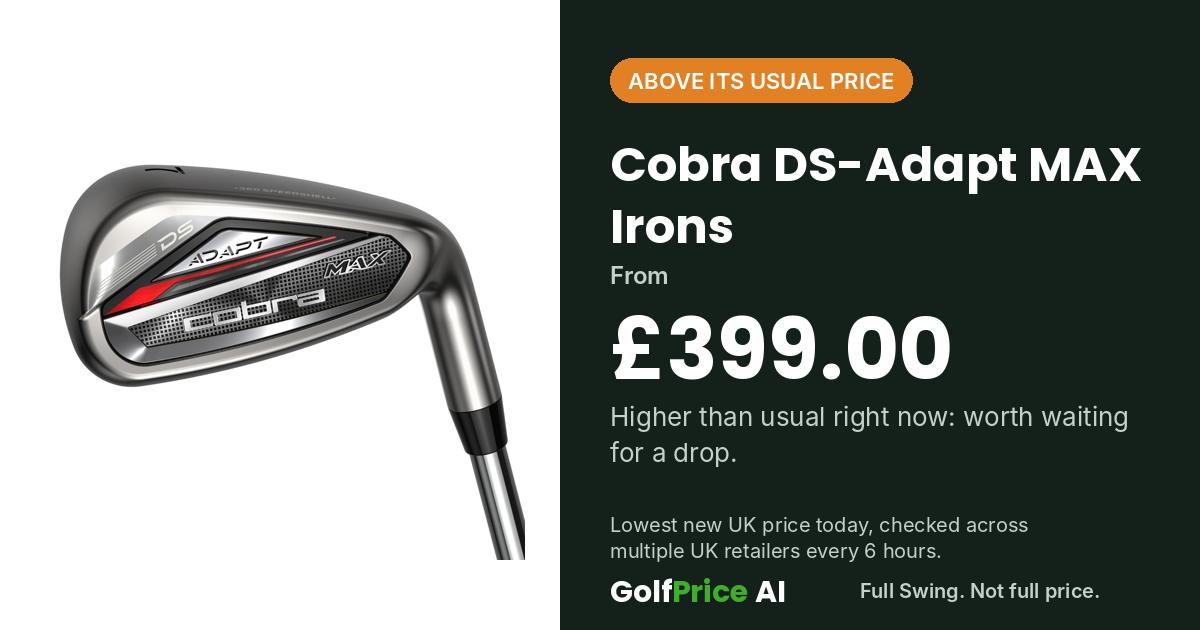 7
·360 SPEEDSHELL·
DS
ADAPT
MAX
cobra
ABOVE ITS USUAL PRICE
Cobra DS-Adapt MAX
Irons
From
£399.00
Higher than usual right now: worth waiting
for a drop.
Lowest new UK price today, checked across
multiple UK retailers every 6 hours.
GolfPrice AI
Full Swing. Not full price.